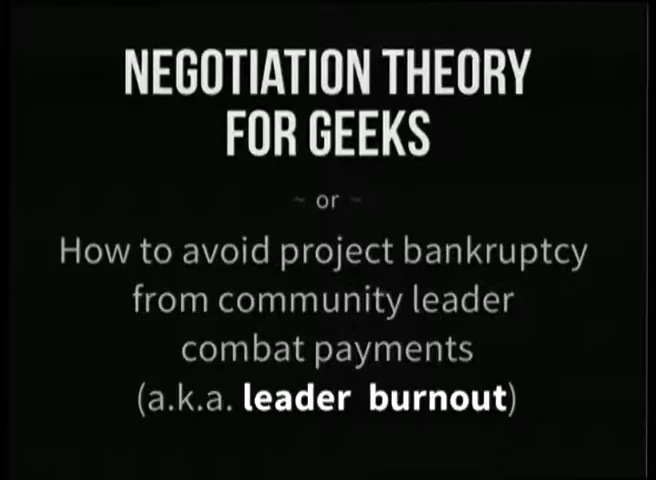 NEGOTIATION THEORY
FOR GEEKS
~ or ~
How to avoid project bankruptcy
from community leader
combat payments
(a.k.a. leader burnout)